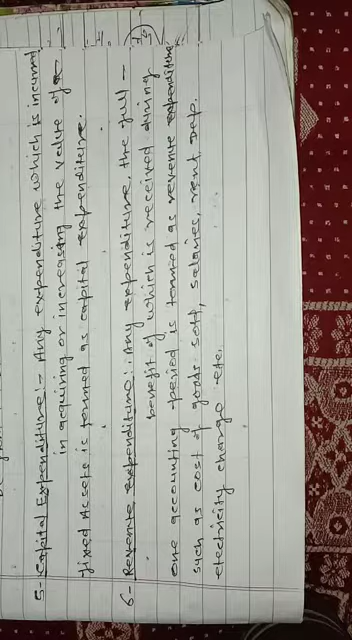 5- Capital Expenditure:- Any expenditure which is incurred
in acquiring or increasing the value of a
fixed Assets is termed as capital expenditure.
6- Revenue expenditure:- Any expenditure, the full-
benefit of which is received during
one accounting period is termed as revenue expenditure
such as cost of goods sold, salaries, rent Dep.
electricity charge etc.